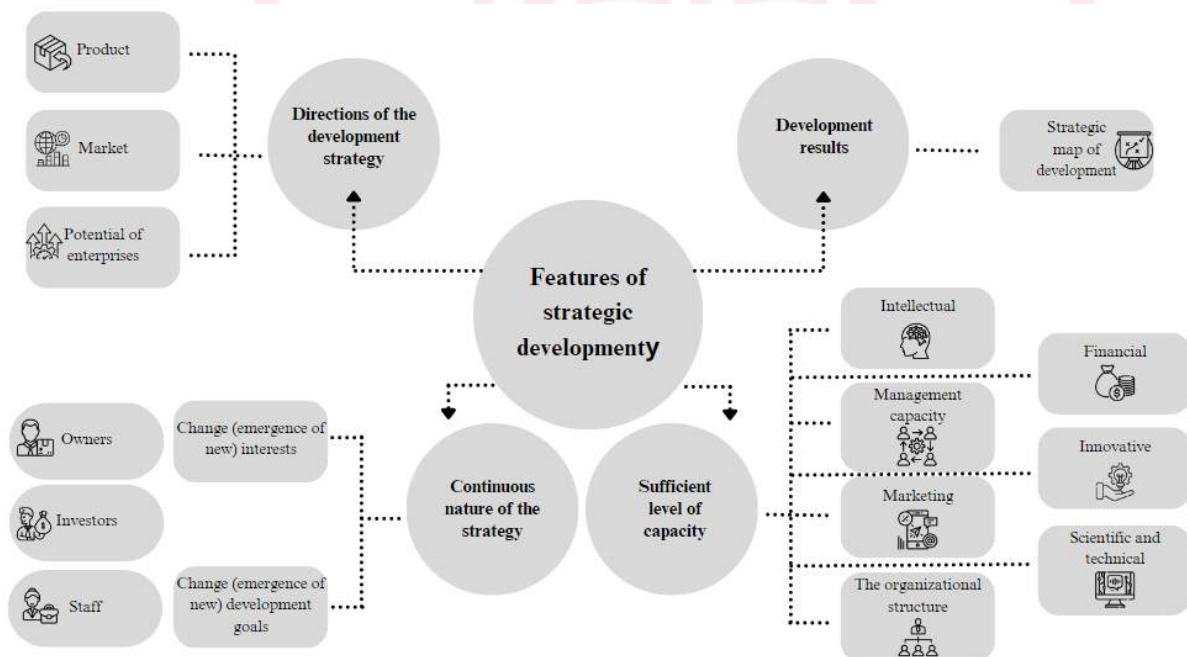 Product
Market
Potential of
enterprises
Directions of the
development
strategy
Development
results
Strategic
map of
development
Features of
strategic
developmenty
Owners
Investors
Staff
Change (emergence of
new) interests
Change (emergence of
new) development
goals
Continuous
nature of the
strategy
Sufficient
level of
capacity
Intellectual
Management
capacity
Marketing
The organizational
structure
Financial
Innovative
Scientific and
technical